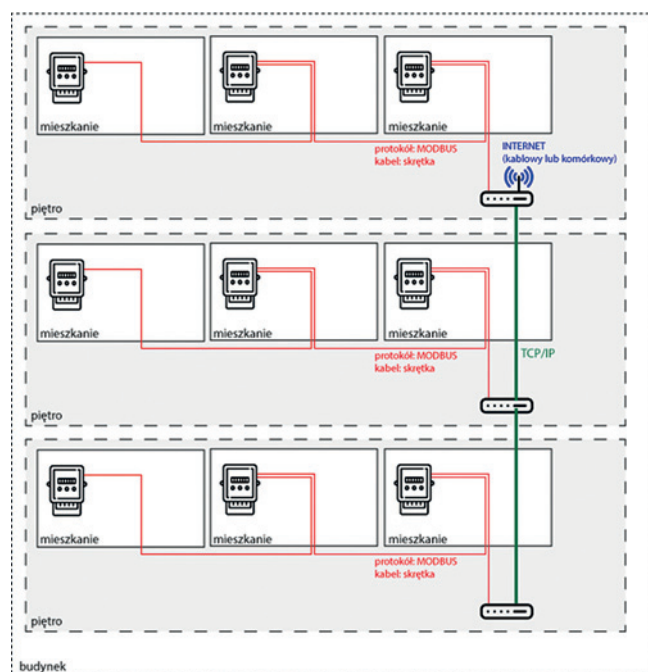 mieszkanie
mieszkanie
mieszkanie
protokół: MODBUS
kabel: skrętka
INTERNET
(kablowy lub komórkowy)
piętro
mieszkanie
mieszkanie
mieszkanie
protokół: MODBUS
kabel: skrętka
TCP/IP
piętro
mieszkanie
mieszkanie
mieszkanie
protokół: MODBUS
kabel: skrętka
piętro
budynek